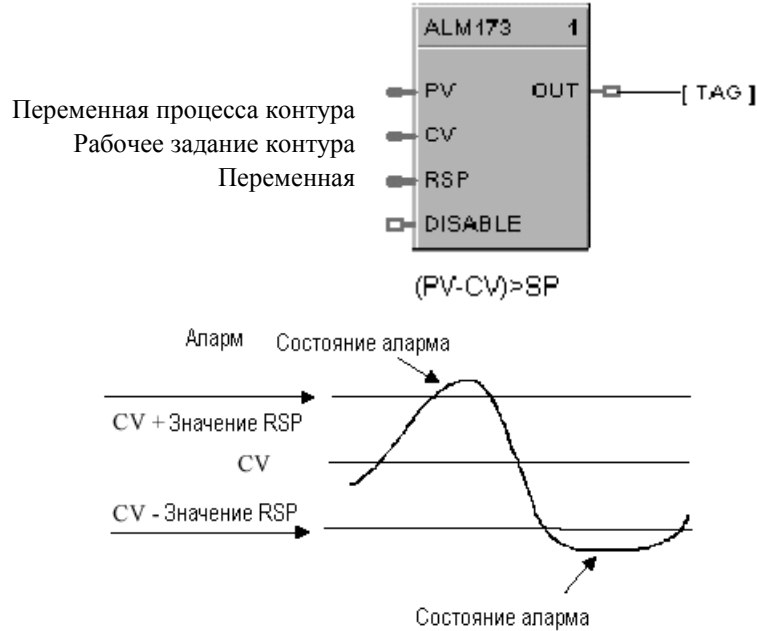 ALM173 1
PV OUT [ TAG ]
Переменная процесса контура
CV
Рабочее задание контура
RSP
Переменная
DISABLE
(PV-CV)>SP
Аларм
Состояние аларма
CV + Значение RSP
CV
CV - Значение RSP
Состояние аларма